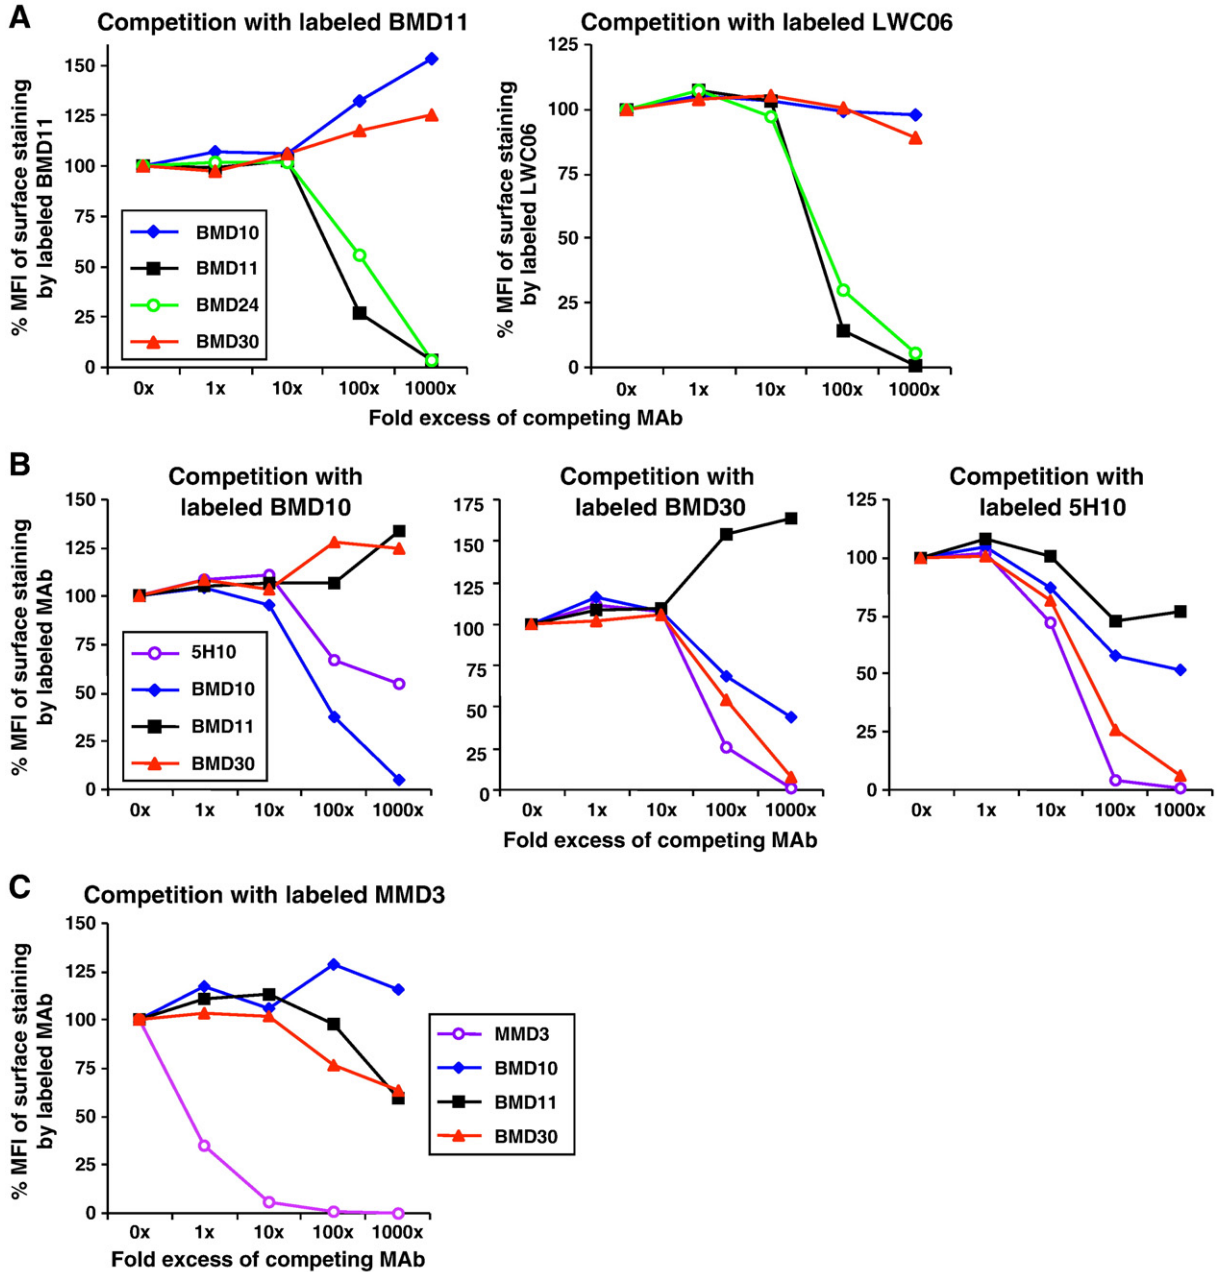 A
Competition with labeled BMD11
% MFI of surface staining
by labeled BMD11
150
125
100
75
50
25
0
BMD10
BMD11
BMD24
BMD30
0x 1x 10x 100x 1000x
Competition with labeled LWC06
% MFI of surface staining
by labeled LWC06
125
100
75
50
25
0
0x 1x 10x 100x 1000x
Fold excess of competing MAb
B
Competition with
labeled BMD10
% MFI of surface staining
by labeled MAb
150
125
100
75
50
25
0
5H10
BMD10
BMD11
BMD30
0x 1x 10x 100x 1000x
Competition with
labeled BMD30
175
150
125
100
75
50
25
0
0x 1x 10x 100x 1000x
Competition with
labeled 5H10
125
100
75
50
25
0
0x 1x 10x 100x 1000x
Fold excess of competing MAb
C
Competition with labeled MMD3
% MFI of surface staining
by labeled MAb
150
125
100
75
50
25
0
0x 1x 10x 100x 1000x
Fold excess of competing MAb
MMD3
BMD10
BMD11
BMD30